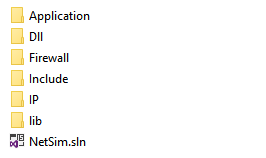 Application
Dll
Firewall
Include
IP
lib
NetSim.sln